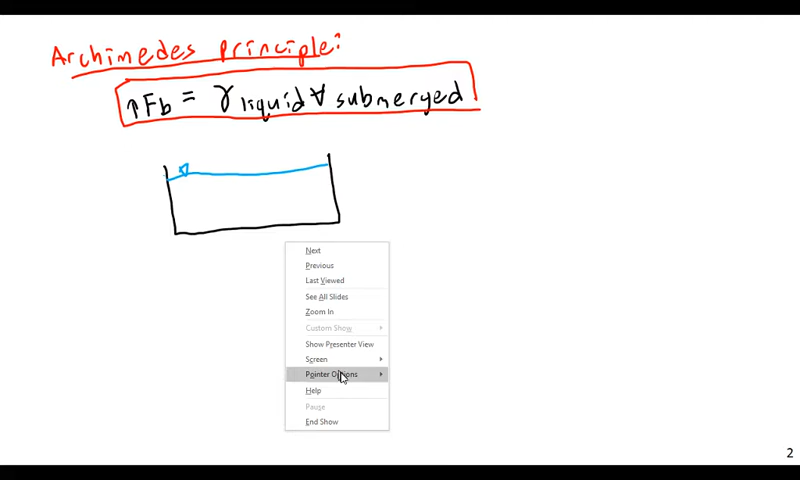 Archimedes principle:
↑Fb = γ liquid ∀ submerged
Next
Previous
Last Viewed
See All Slides
Zoom In
Custom Show
Show Presenter View
Screen
Pointer Options
Help
Pause
End Show
2